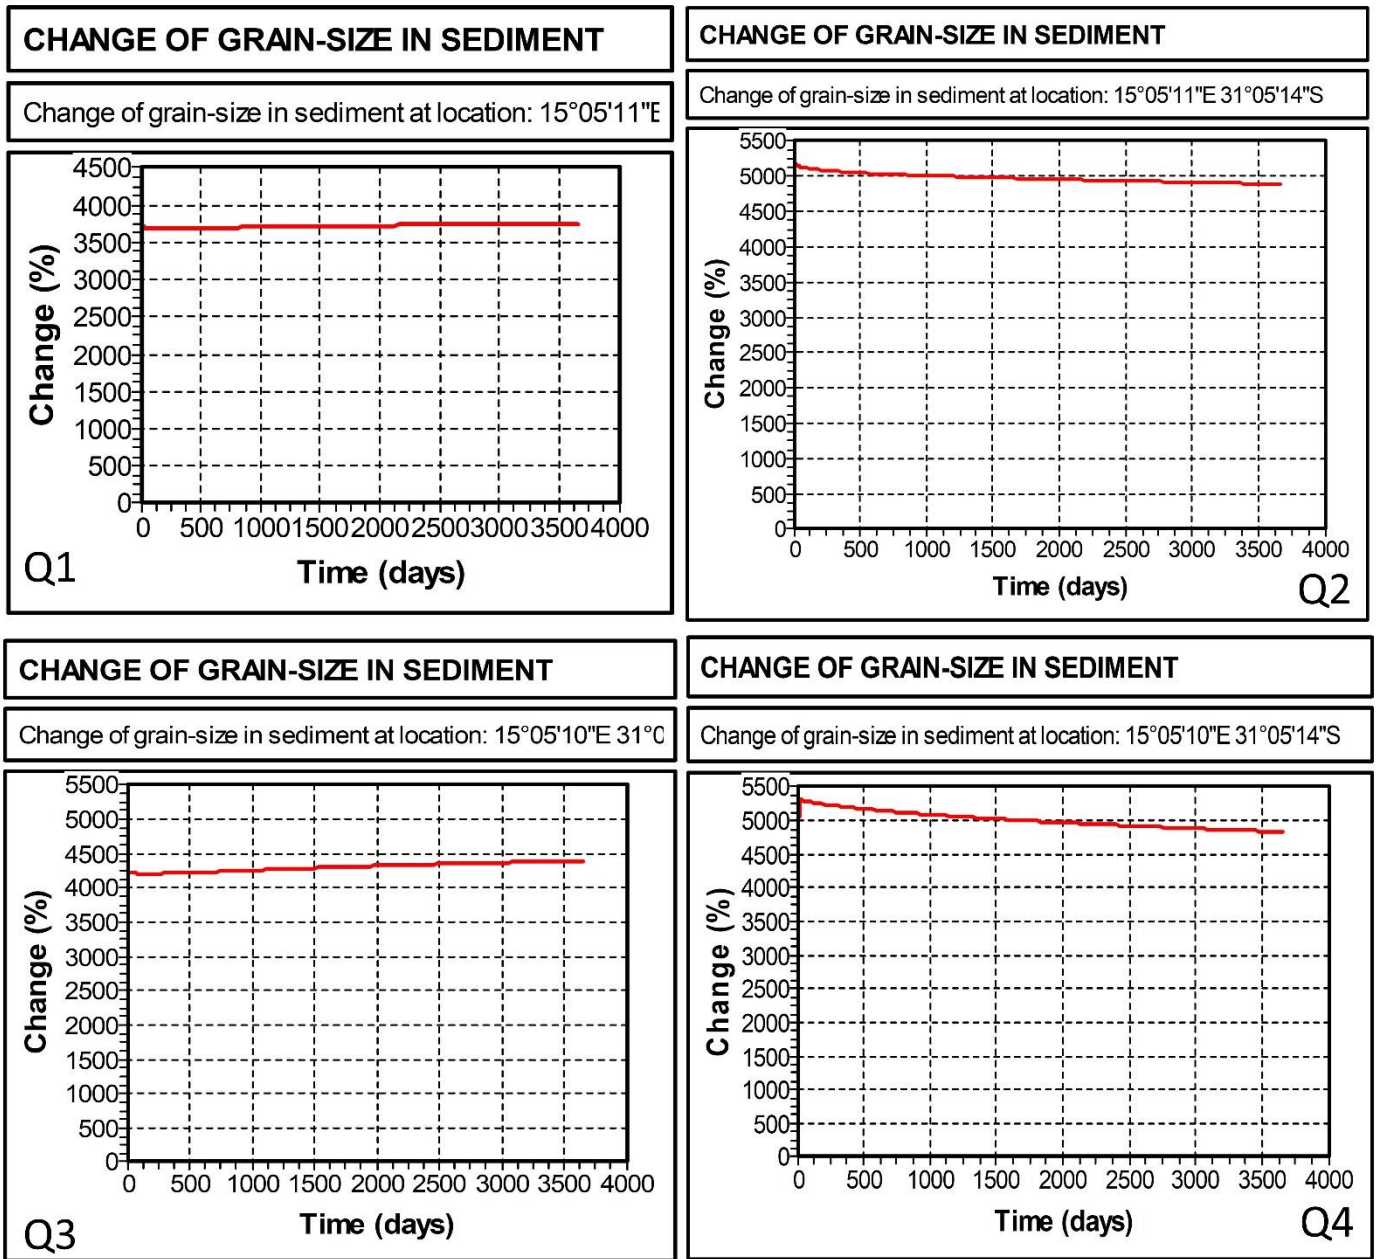 CHANGE OF GRAIN-SIZE IN SEDIMENT
Change of grain-size in sediment at location: 15°05'11"E
4500
4000
3500
3000
2500
2000
1500
1000
500
0
Change (%)
0 500 1000 1500 2000 2500 3000 3500 4000
Time (days)
Q1
CHANGE OF GRAIN-SIZE IN SEDIMENT
Change of grain-size in sediment at location: 15°05'11"E 31°05'14"S
5500
5000
4500
4000
3500
3000
2500
2000
1500
1000
500
0
Change (%)
0 500 1000 1500 2000 2500 3000 3500 4000
Time (days)
Q2
CHANGE OF GRAIN-SIZE IN SEDIMENT
Change of grain-size in sediment at location: 15°05'10"E 31°0
5500
5000
4500
4000
3500
3000
2500
2000
1500
1000
500
0
Change (%)
0 500 1000 1500 2000 2500 3000 3500 4000
Time (days)
Q3
CHANGE OF GRAIN-SIZE IN SEDIMENT
Change of grain-size in sediment at location: 15°05'10"E 31°05'14"S
5500
5000
4500
4000
3500
3000
2500
2000
1500
1000
500
0
Change (%)
0 500 1000 1500 2000 2500 3000 3500 4000
Time (days)
Q4